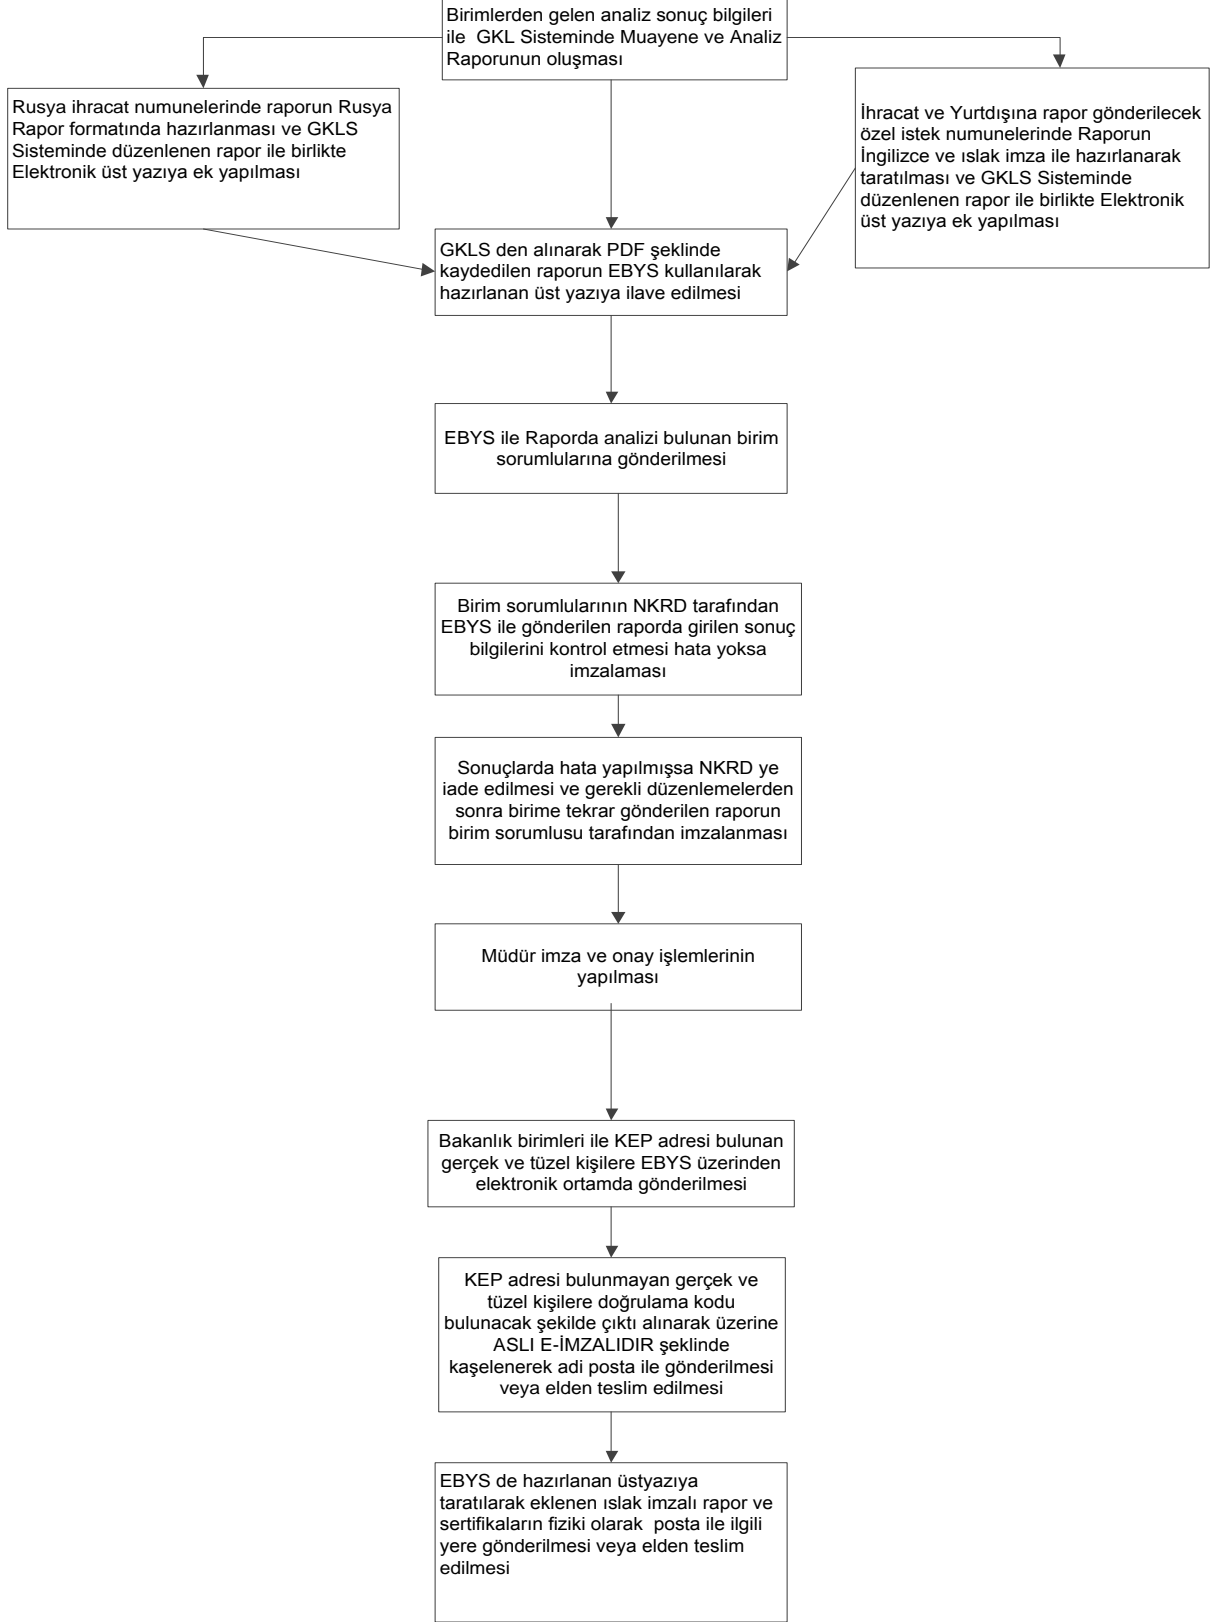 Birimlerden gelen analiz sonuç bilgileri
ile  GKL Sisteminde Muayene ve Analiz
Raporunun oluşması
Rusya ihracat numunelerinde raporun Rusya
Rapor formatında hazırlanması ve GKLS
Sisteminde düzenlenen rapor ile birlikte
Elektronik üst yazıya ek yapılması
İhracat ve Yurtdışına rapor gönderilecek
özel istek numunelerinde Raporun
İngilizce ve ıslak imza ile hazırlanarak
taratılması ve GKLS Sisteminde
düzenlenen rapor ile birlikte Elektronik
üst yazıya ek yapılması
GKLS den alınarak PDF şeklinde
kaydedilen raporun EBYS kullanılarak
hazırlanan üst yazıya ilave edilmesi
EBYS ile Raporda analizi bulunan birim
sorumlularına gönderilmesi
Birim sorumlularının NKRD tarafından
EBYS ile gönderilen raporda girilen sonuç
bilgilerini kontrol etmesi hata yoksa
imzalaması
Sonuçlarda hata yapılmışsa NKRD ye
iade edilmesi ve gerekli düzenlemelerden
sonra birime tekrar gönderilen raporun
birim sorumlusu tarafından imzalanması
Müdür imza ve onay işlemlerinin
yapılması
Bakanlık birimleri ile KEP adresi bulunan
gerçek ve tüzel kişilere EBYS üzerinden
elektronik ortamda gönderilmesi
KEP adresi bulunmayan gerçek ve
tüzel kişilere doğrulama kodu
bulunacak şekilde çıktı alınarak üzerine
ASLI E-İMZALIDIR şeklinde
kaşelenerek adi posta ile gönderilmesi
veya elden teslim edilmesi
EBYS de hazırlanan üstyazıya
taratılarak eklenen ıslak imzalı rapor ve
sertifikaların fiziki olarak  posta ile ilgili
yere gönderilmesi veya elden teslim
edilmesi